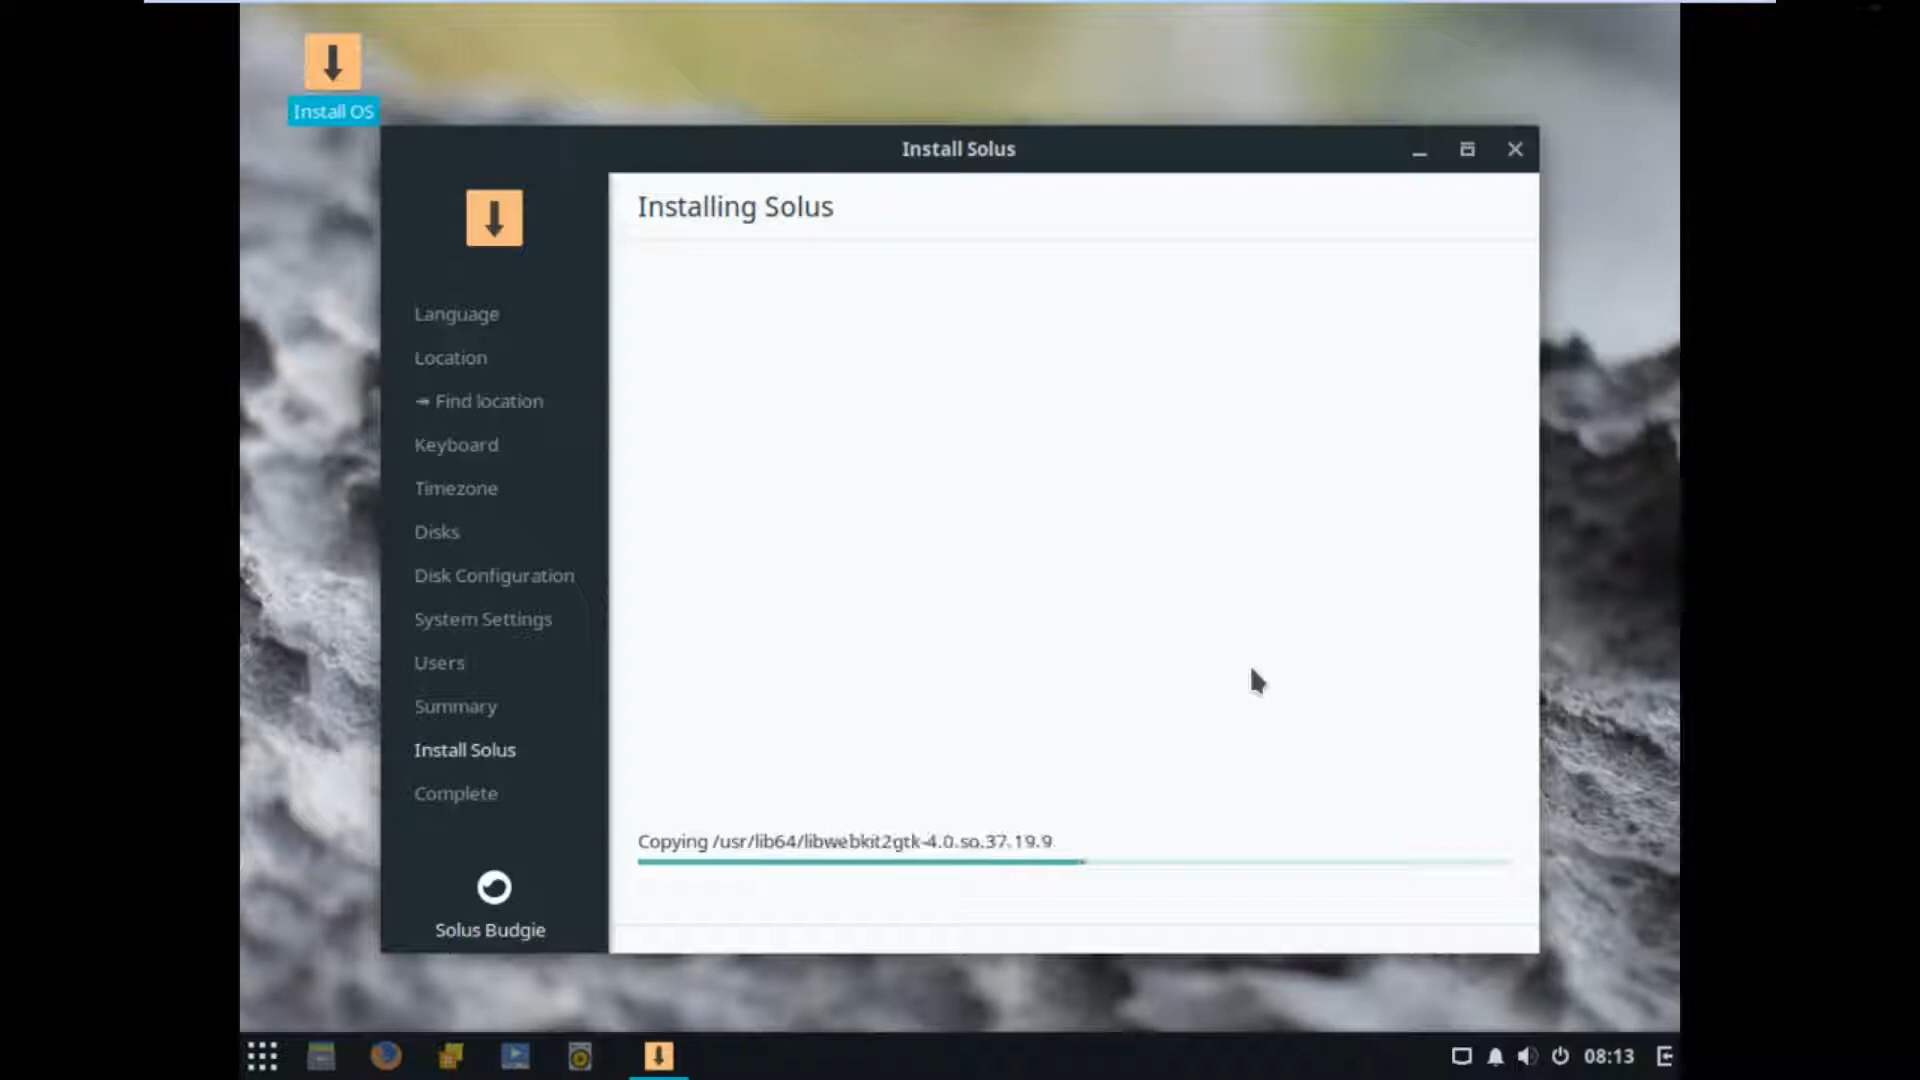 Install OS
Install Solus
Installing Solus
Language
Location
Find location
Keyboard
Timezone
Disks
Disk Configuration
System Settings
Users
Summary
Install Solus
Complete
Copying /usr/lib64/libwebkit2gtk-4.0.so.37.19.9
Solus Budgie
08:13